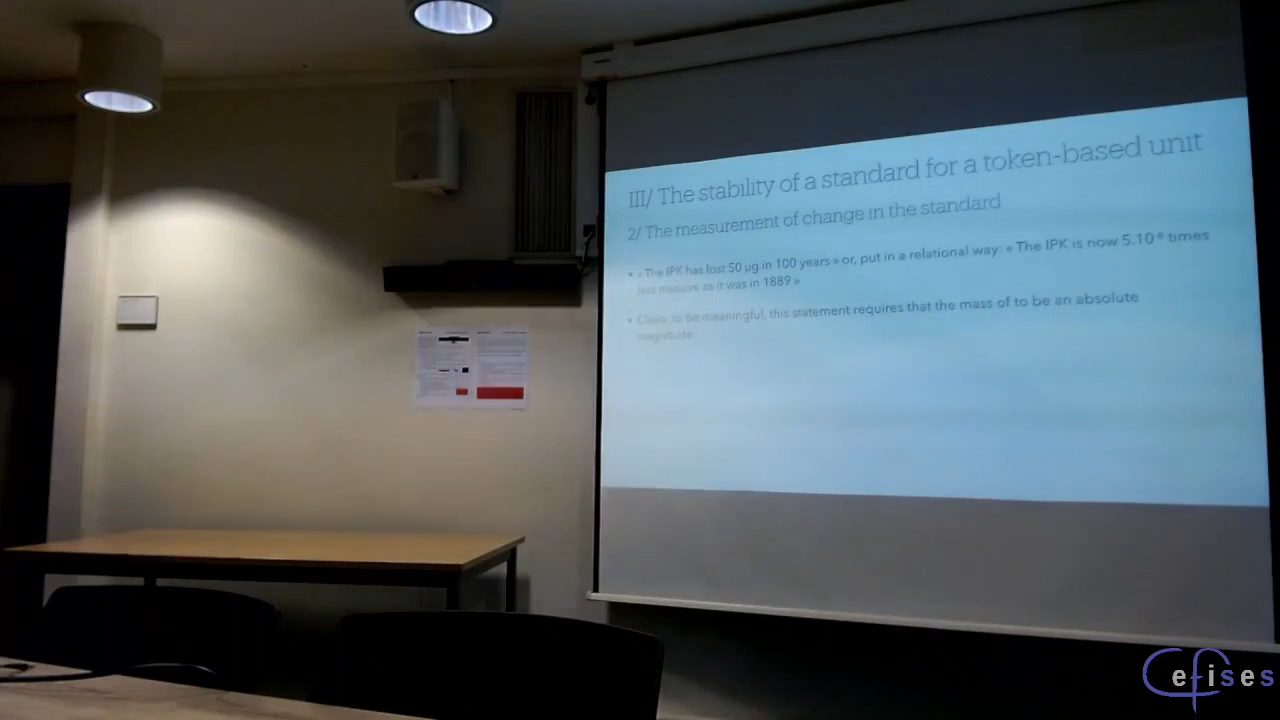 III/ The stability of a standard for a token-based unit
2/ The measurement of change in the standard
• « The IPK has lost 50 µg in 100 years » or, put in a relational way: « The IPK is now 5.10⁻⁸ times
less massive as it was in 1889 »
• Claim: to be meaningful, this statement requires that the mass of to be an absolute
magnitude
efises